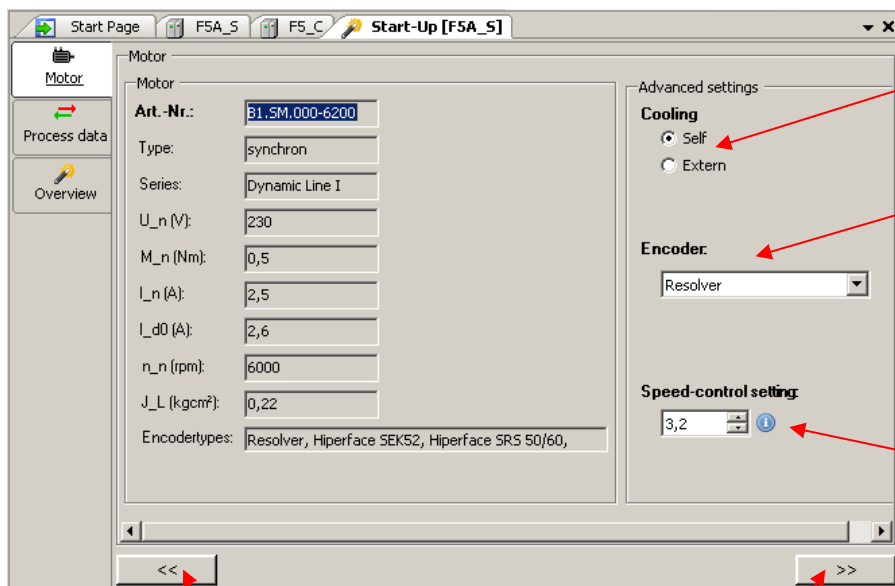 Start Page F5A_S F5_C Start-Up [F5A_S]
Motor
Process data
Overview
Motor
Motor
Art.-Nr.: B1.SM.000-6200
Type: synchron
Series: Dynamic Line I
U_n (V): 230
M_n (Nm): 0,5
I_n (A): 2,5
I_d0 (A): 2,6
n_n (rpm): 6000
J_L (kgcm²): 0,22
Encodertypes: Resolver, Hiperface SEK52, Hiperface SRS 50/60,
Advanced settings
Cooling
Self
Extern
Encoder:
Resolver
Speed-control setting:
3,2
<< >>